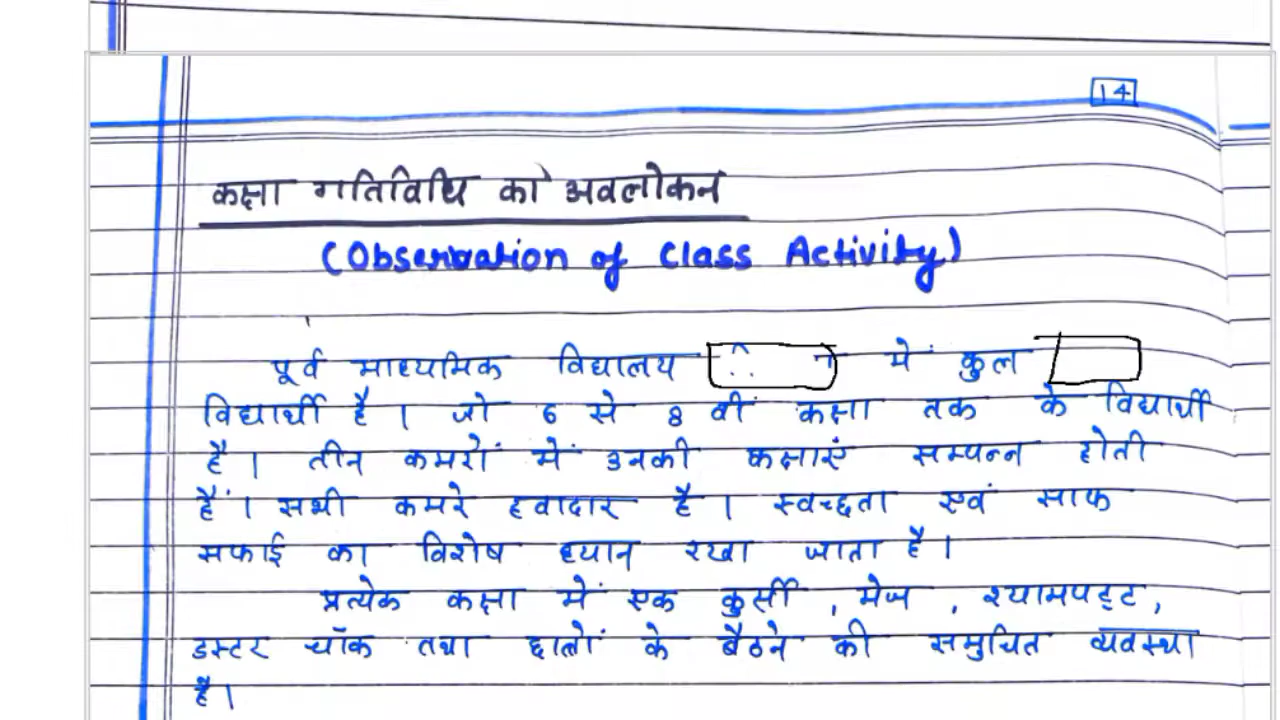 14
कक्षा गतिविधि का अवलोकन
(Observation of Class Activity)
पूर्व माध्यमिक विद्यालय में कुल
विद्यार्थी है। जो 6 से 8 वीं कक्षा तक के विद्यार्थी
है। तीन कमरों में उनकी कक्षाएं सम्पन्न होती
हैं। सभी कमरे हवादार है। स्वच्छता एवं साफ
सफाई का विशेष ध्यान रखा जाता है।
प्रत्येक कक्षा में एक कुर्सी, मेज, श्यामपट्ट,
डस्टर चॉक तथा छात्रों के बैठने की समुचित व्यवस्था
है।